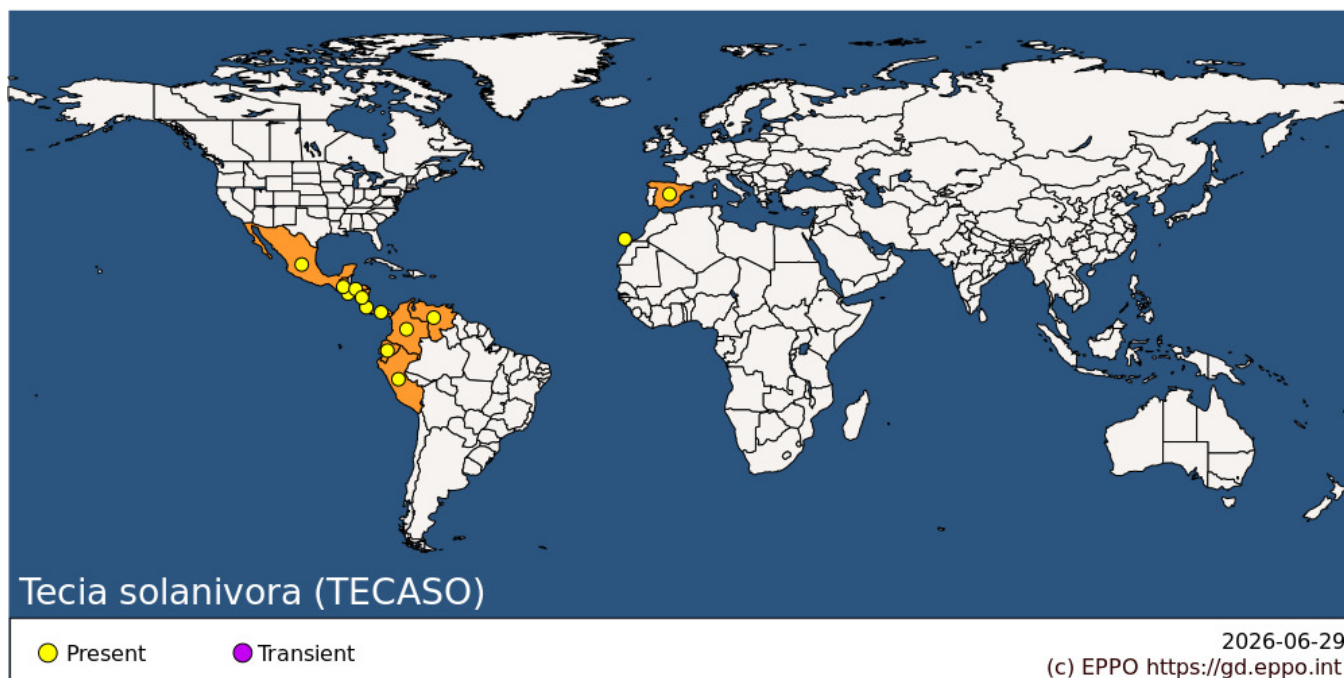 Tecia solanivora (TECASO)
Present
Transient
2026-06-29
(c) EPPO https://gd.eppo.int